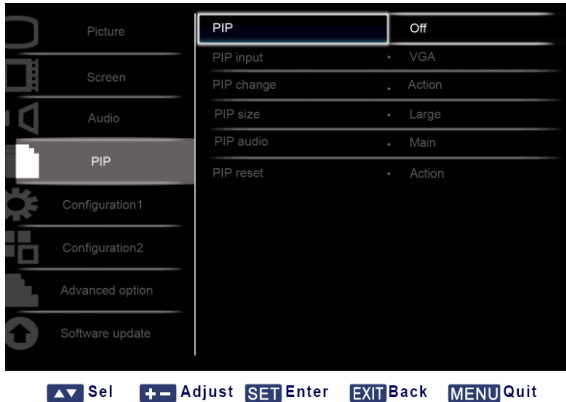 Picture
Screen
Audio
PIP
Configuration1
Configuration2
Advanced option
Software update
PIP Off
PIP input · VGA
PIP change · Action
PIP size · Large
PIP audio · Main
PIP reset · Action
▲▼ Sel +− Adjust SET Enter EXIT Back MENU Quit